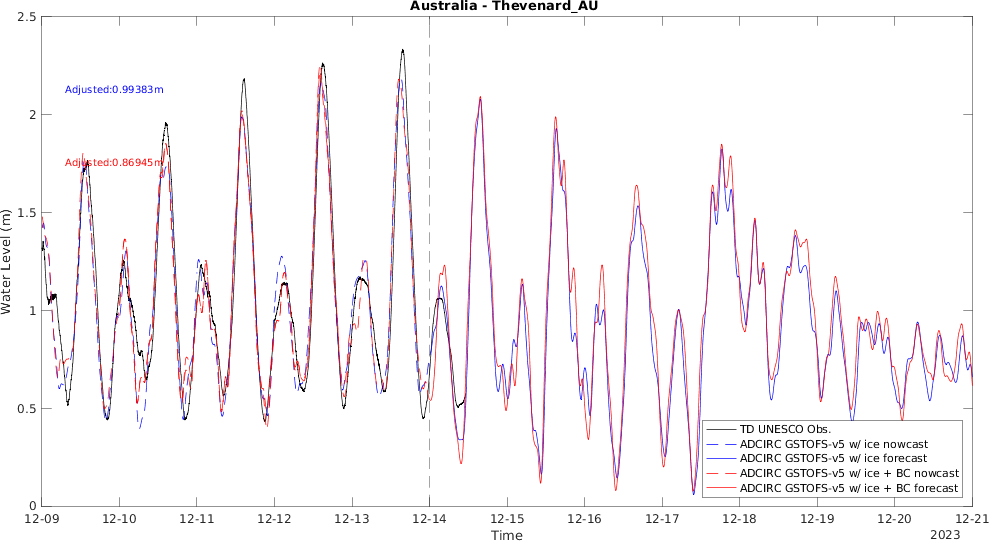 Australia - Thevenard_AU
2.5
2
1.5
1
0.5
0
Water Level (m)
Adjusted:0.99383m
Adjusted:0.86945m
TD UNESCO Obs.
ADCIRC GSTOFS-v5 w/ ice nowcast
ADCIRC GSTOFS-v5 w/ ice forecast
ADCIRC GSTOFS-v5 w/ ice + BC nowcast
ADCIRC GSTOFS-v5 w/ ice + BC forecast
12-09 12-10 12-11 12-12 12-13 12-14 12-15 12-16 12-17 12-18 12-19 12-20 12-21
Time
2023